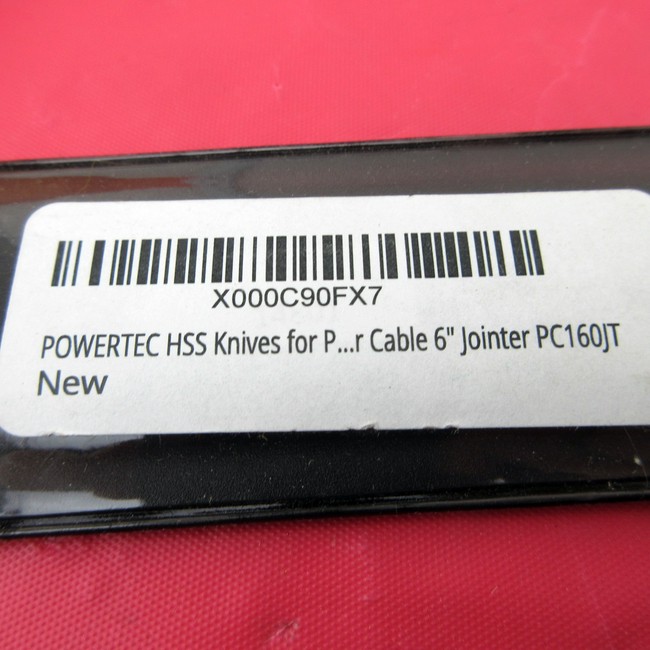 X000C90FX7
POWERTEC HSS Knives for P...r Cable 6" Jointer PC160JT
New